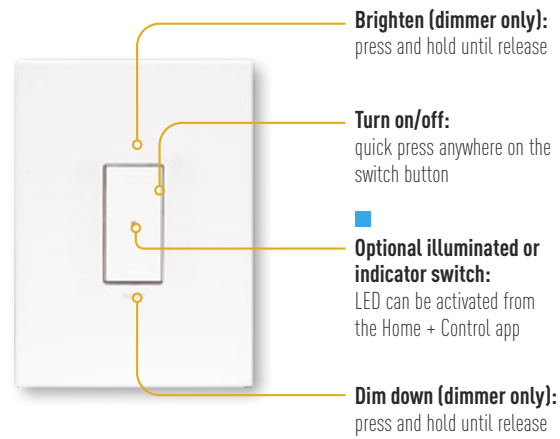 Brighten (dimmer only):
press and hold until release
Turn on/off:
quick press anywhere on the
switch button
Optional illuminated or
indicator switch:
LED can be activated from
the Home + Control app
Dim down (dimmer only):
press and hold until release